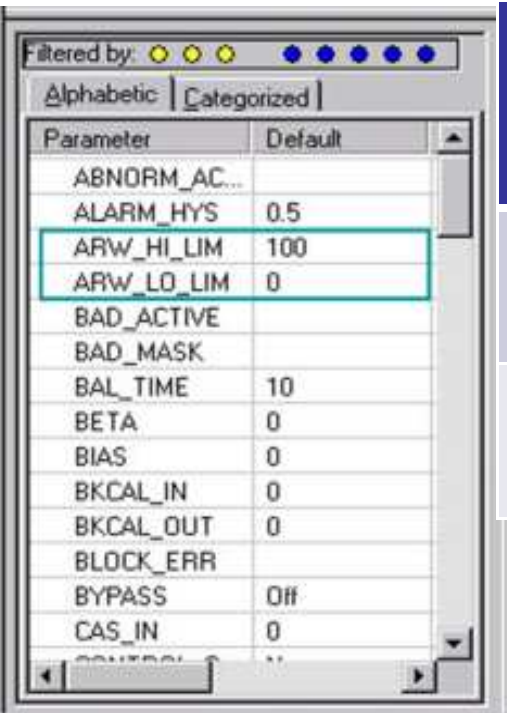 Filtered by:
Alphabetic Categorized
Parameter Default
ABNORM_AC...
ALARM_HYS 0.5
ARW_HI_LIM 100
ARW_LO_LIM 0
BAD_ACTIVE
BAD_MASK
BAL_TIME 10
BETA 0
BIAS 0
BKCAL_IN 0
BKCAL_OUT 0
BLOCK_ERR
BYPASS Off
CAS_IN 0